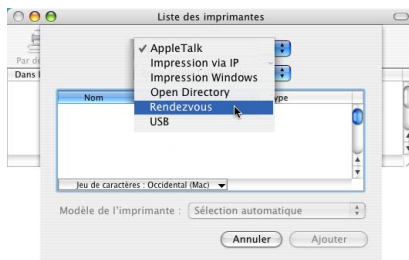 Liste des imprimantes
AppleTalk
Impression via IP
Impression Windows
Open Directory
Rendezvous
USB
Par dé
Dans l
Nom
ype
Jeu de caractères : Occidental (Mac)
Modèle de l'imprimante : Sélection automatique
Annuler Ajouter